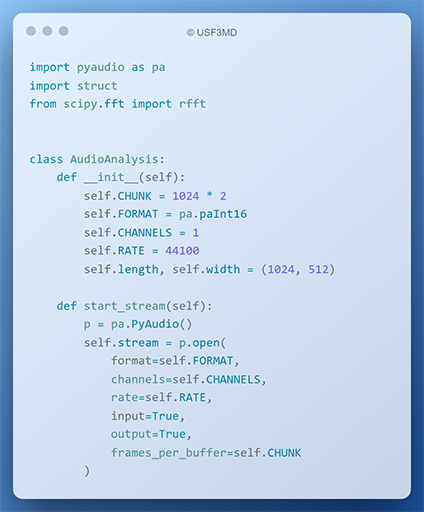 © USF3MD
import pyaudio as pa
import struct
from scipy.fft import rfft
class AudioAnalysis:
    def __init__(self):
        self.CHUNK = 1024 * 2
        self.FORMAT = pa.paInt16
        self.CHANNELS = 1
        self.RATE = 44100
        self.length, self.width = (1024, 512)
    def start_stream(self):
        p = pa.PyAudio()
        self.stream = p.open(
            format=self.FORMAT,
            channels=self.CHANNELS,
            rate=self.RATE,
            input=True,
            output=True,
            frames_per_buffer=self.CHUNK
        )